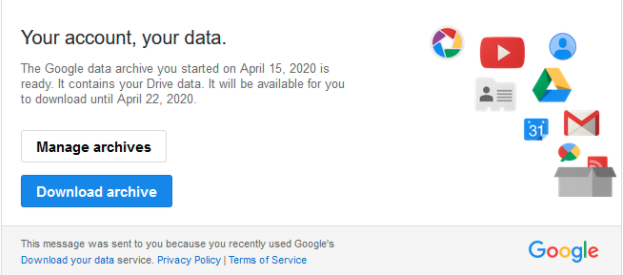 Your account, your data.
The Google data archive you started on April 15, 2020 is
ready. It contains your Drive data. It will be available for you
to download until April 22, 2020.
Manage archives
Download archive
31
This message was sent to you because you recently used Google's
Download your data service. Privacy Policy | Terms of Service
Google